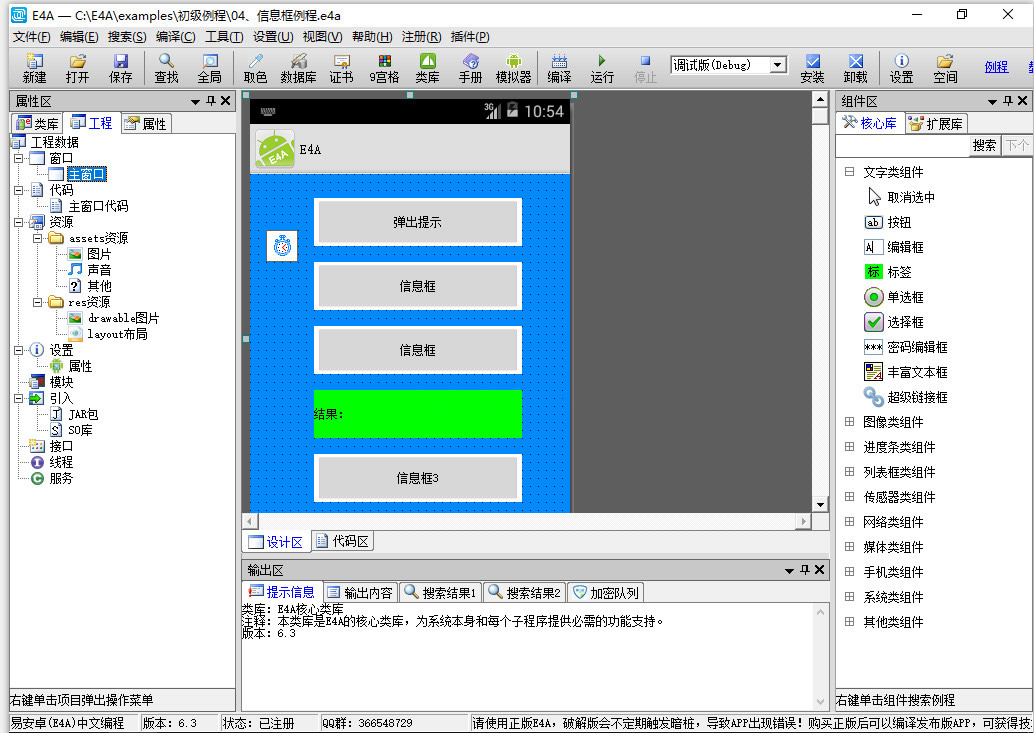 E4A — C:\E4A\examples\初级例程\04、信息框例程.e4a
文件(F) 编辑(E) 搜索(S) 编译(C) 工具(T) 设置(U) 视图(V) 帮助(H) 注册(R) 插件(P)
新建 打开 保存 查找 全局 取色 数据库 证书 9宫格 类库 手册 模拟器 编译 运行 停止 调试版(Debug) 安装 卸载 设置 空间 例程
属性区
类库 工程 属性
工程数据
窗口
主窗口
代码
主窗口代码
资源
assets资源
图片
声音
其他
res资源
drawable图片
layout布局
设置
属性
模块
引入
JAR包
SO库
接口
线程
服务
右键单击项目弹出操作菜单
3G 10:54
E4A E4A
弹出提示
信息框
信息框
结果:
信息框3
设计区 代码区
输出区
提示信息 输出内容 搜索结果1 搜索结果2 加密队列
类库: E4A核心类库
注释: 本类库是E4A的核心类库，为系统本身和每个子程序提供必需的功能支持。
版本: 6.3
组件区
核心库 扩展库
搜索 下个
文字类组件
取消选中
ab 按钮
A 编辑框
标 标签
单选框
选择框
*** 密码编辑框
丰富文本框
超级链接框
图像类组件
进度条类组件
列表框类组件
传感器类组件
网络类组件
媒体类组件
手机类组件
系统类组件
其他类组件
右键单击组件搜索例程
易安卓(E4A)中文编程 版本: 6.3 状态: 已注册 QQ群: 366548729 请使用正版E4A，破解版会不定期触发暗桩，导致APP出现错误！购买正版后可以编译发布版APP，可获得技